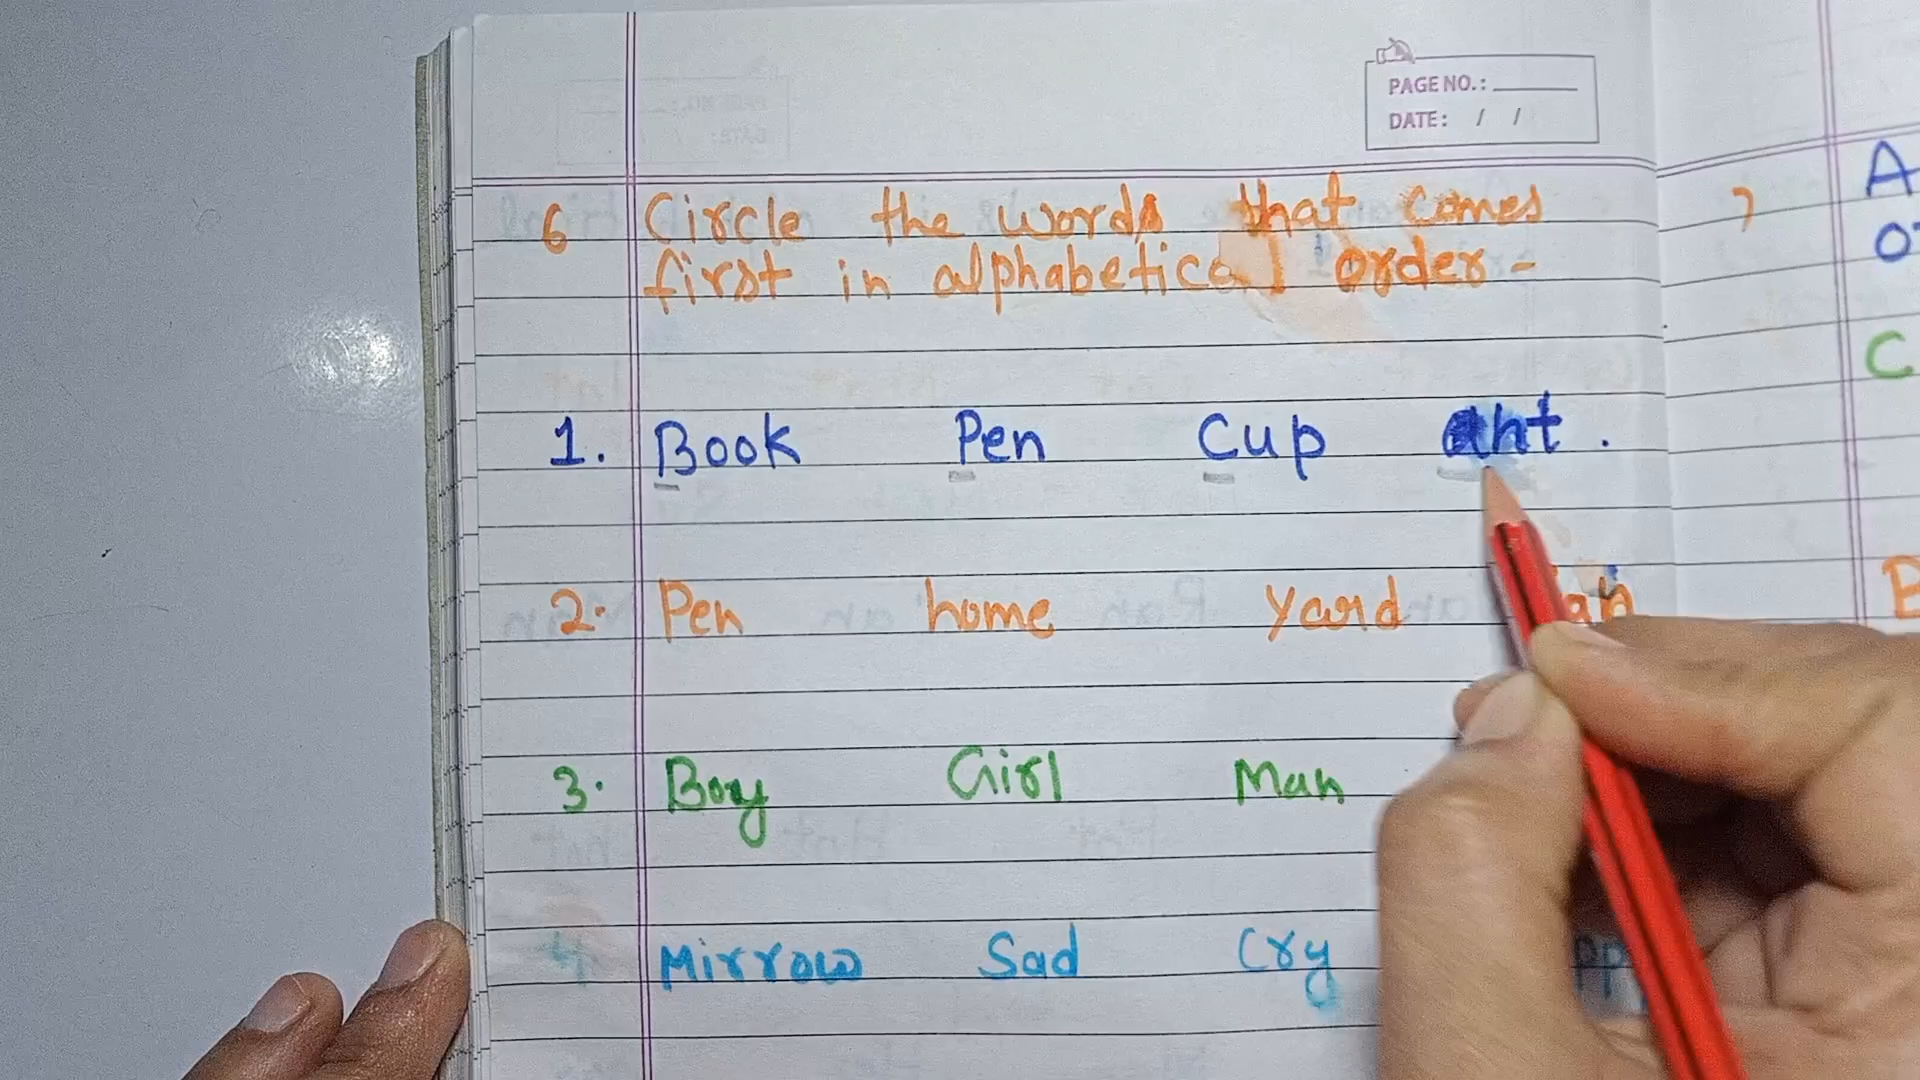 PAGE NO.:
DATE: / /
6 Circle the words that comes
first in alphabetical order -
1. Book Pen Cup ant .
2. Pen home yard
3. Boy Girl Man
4 Mirrow Sad Cry